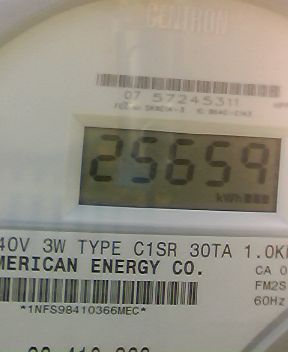 CENTRON
07 57245311
25659
kWh
40V 3W TYPE C1SR 30TA 1.0K
MERICAN ENERGY CO.
CA 0
FM2S
60Hz
*1NFS98410366MEC*